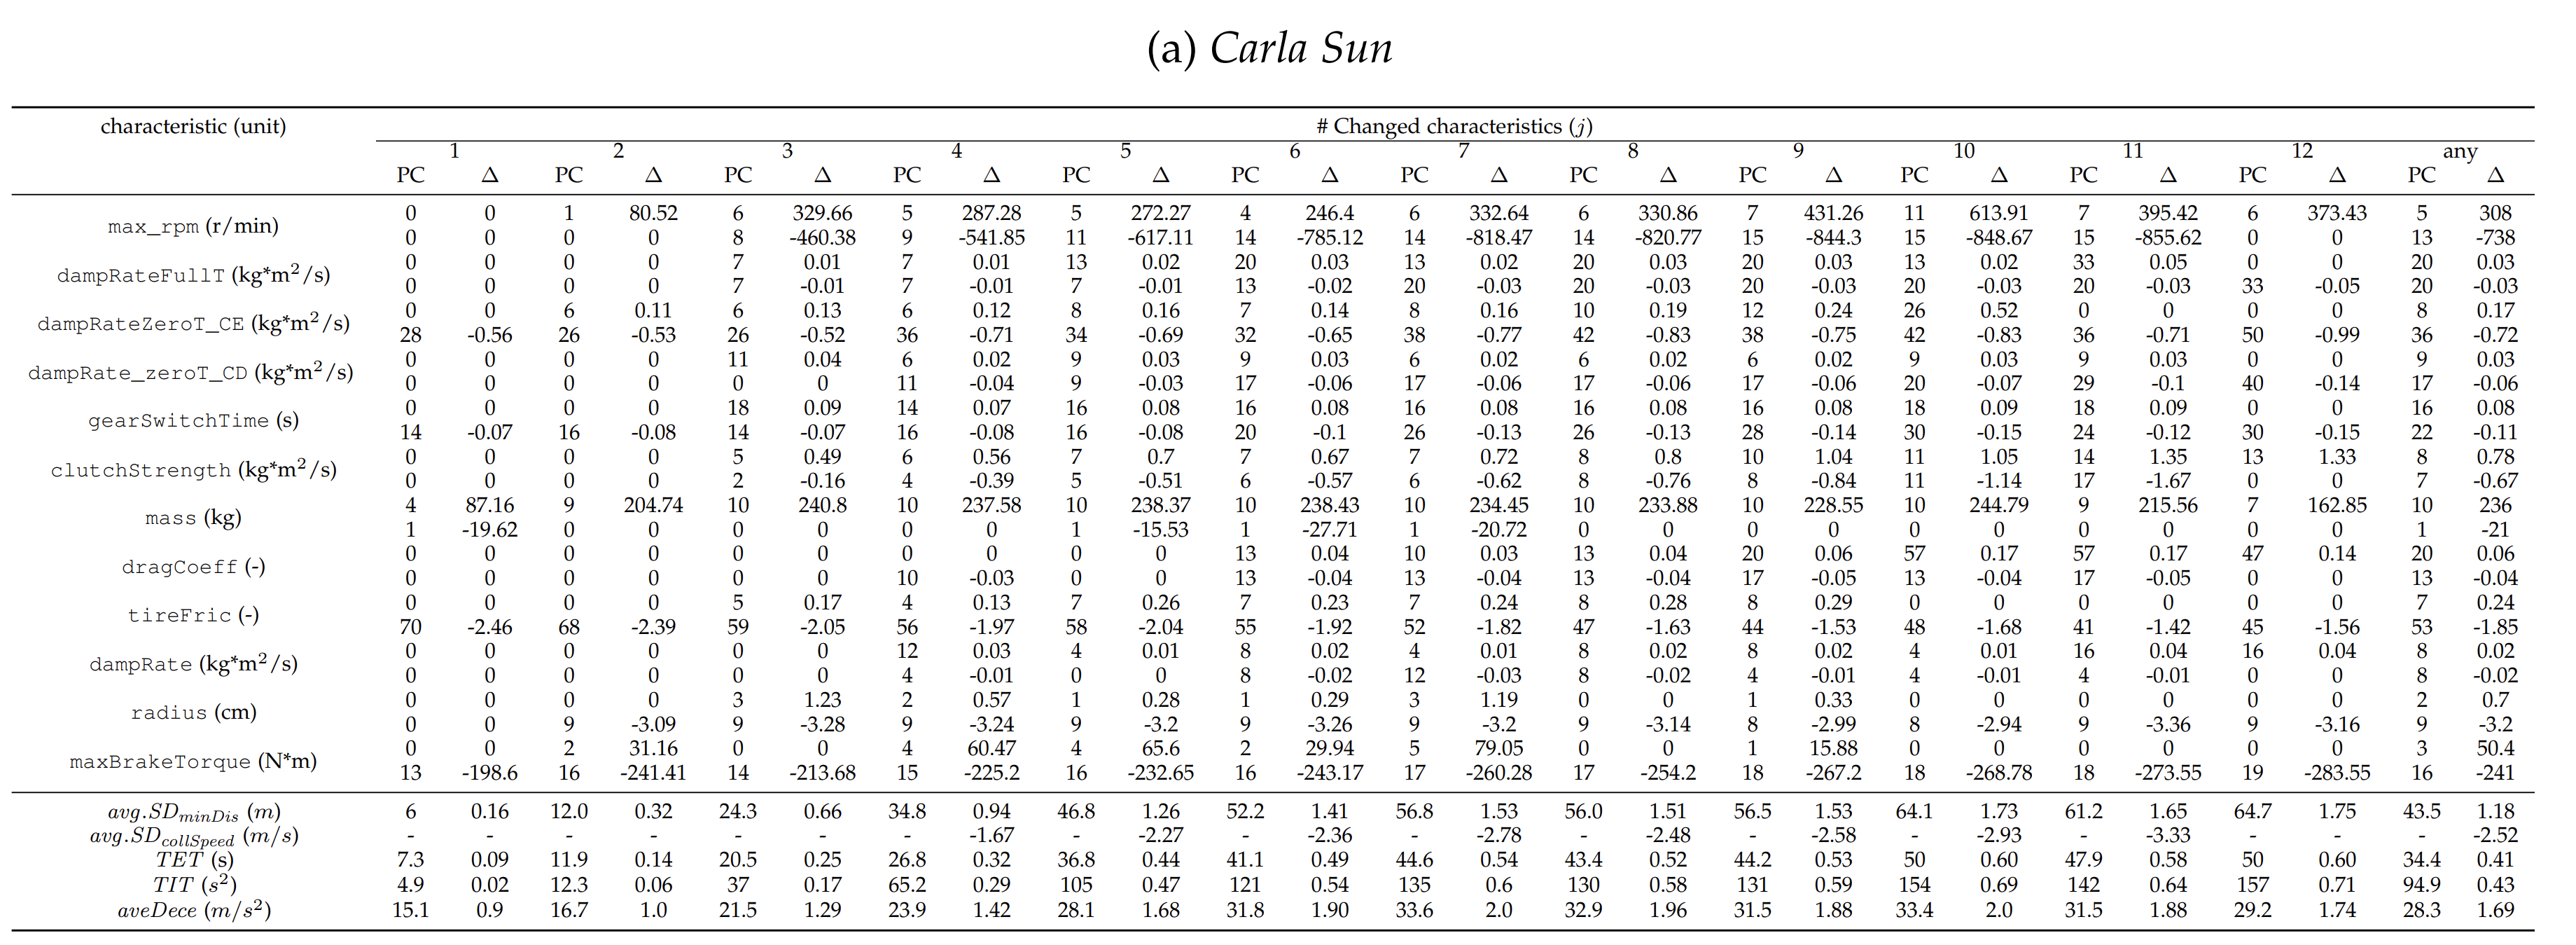 (a) Carla Sun
characteristic (unit) # Changed characteristics (j)
1 2 3 4 5 6 7 8 9 10 11 12 any
PC Δ PC Δ PC Δ PC Δ PC Δ PC Δ PC Δ PC Δ PC Δ PC Δ PC Δ PC Δ PC Δ
max_rpm (r/min) 0 0 1 80.52 6 329.66 5 287.28 5 272.27 4 246.4 6 332.64 6 330.86 7 431.26 11 613.91 7 395.42 6 373.43 5 308
0 0 0 0 8 -460.38 9 -541.85 11 -617.11 14 -785.12 14 -818.47 14 -820.77 15 -844.3 15 -848.67 15 -855.62 0 0 13 -738
dampRateFullT (kg*m²/s) 0 0 0 0 7 0.01 7 0.01 13 0.02 20 0.03 13 0.02 20 0.03 20 0.03 13 0.02 33 0.05 0 0 20 0.03
0 0 0 0 7 -0.01 7 -0.01 7 -0.01 13 -0.02 20 -0.03 20 -0.03 20 -0.03 20 -0.03 20 -0.03 33 -0.05 20 -0.03
dampRateZeroT_CE (kg*m²/s) 0 0 6 0.11 6 0.13 6 0.12 8 0.16 7 0.14 8 0.16 10 0.19 12 0.24 26 0.52 0 0 0 0 8 0.17
28 -0.56 26 -0.53 26 -0.52 36 -0.71 34 -0.69 32 -0.65 38 -0.77 42 -0.83 38 -0.75 42 -0.83 36 -0.71 50 -0.99 36 -0.72
dampRate_zeroT_CD (kg*m²/s) 0 0 0 0 11 0.04 6 0.02 9 0.03 9 0.03 6 0.02 6 0.02 6 0.02 9 0.03 9 0.03 0 0 9 0.03
0 0 0 0 0 0 11 -0.04 9 -0.03 17 -0.06 17 -0.06 17 -0.06 17 -0.06 20 -0.07 29 -0.1 40 -0.14 17 -0.06
gearSwitchTime (s) 0 0 0 0 18 0.09 14 0.07 16 0.08 16 0.08 16 0.08 16 0.08 16 0.08 18 0.09 18 0.09 0 0 16 0.08
14 -0.07 16 -0.08 14 -0.07 16 -0.08 16 -0.08 20 -0.1 26 -0.13 26 -0.13 28 -0.14 30 -0.15 24 -0.12 30 -0.15 22 -0.11
clutchStrength (kg*m²/s) 0 0 0 0 5 0.49 6 0.56 7 0.7 7 0.67 7 0.72 8 0.8 10 1.04 11 1.05 14 1.35 13 1.33 8 0.78
0 0 0 0 2 -0.16 4 -0.39 5 -0.51 6 -0.57 6 -0.62 8 -0.76 8 -0.84 11 -1.14 17 -1.67 0 0 7 -0.67
mass (kg) 4 87.16 9 204.74 10 240.8 10 237.58 10 238.37 10 238.43 10 234.45 10 233.88 10 228.55 10 244.79 9 215.56 7 162.85 10 236
1 -19.62 0 0 0 0 0 0 1 -15.53 1 -27.71 1 -20.72 0 0 0 0 0 0 0 0 0 0 1 -21
dragCoeff (-) 0 0 0 0 0 0 0 0 0 0 13 0.04 10 0.03 13 0.04 20 0.06 57 0.17 57 0.17 47 0.14 20 0.06
0 0 0 0 0 0 10 -0.03 0 0 13 -0.04 13 -0.04 13 -0.04 17 -0.05 13 -0.04 17 -0.05 0 0 13 -0.04
tireFric (-) 0 0 0 0 5 0.17 4 0.13 7 0.26 7 0.23 7 0.24 8 0.28 8 0.29 0 0 0 0 0 0 7 0.24
70 -2.46 68 -2.39 59 -2.05 56 -1.97 58 -2.04 55 -1.92 52 -1.82 47 -1.63 44 -1.53 48 -1.68 41 -1.42 45 -1.56 53 -1.85
dampRate (kg*m²/s) 0 0 0 0 0 0 12 0.03 4 0.01 8 0.02 4 0.01 8 0.02 8 0.02 4 0.01 16 0.04 16 0.04 8 0.02
0 0 0 0 0 0 4 -0.01 0 0 8 -0.02 12 -0.03 8 -0.02 4 -0.01 4 -0.01 4 -0.01 0 0 8 -0.02
radius (cm) 0 0 0 0 3 1.23 2 0.57 1 0.28 1 0.29 3 1.19 0 0 1 0.33 0 0 0 0 0 0 2 0.7
0 0 9 -3.09 9 -3.28 9 -3.24 9 -3.2 9 -3.26 9 -3.2 9 -3.14 8 -2.99 8 -2.94 9 -3.36 9 -3.16 9 -3.2
maxBrakeTorque (N*m) 0 0 2 31.16 0 0 4 60.47 4 65.6 2 29.94 5 79.05 0 0 1 15.88 0 0 0 0 0 0 3 50.4
13 -198.6 16 -241.41 14 -213.68 15 -225.2 16 -232.65 16 -243.17 17 -260.28 17 -254.2 18 -267.2 18 -268.78 18 -273.55 19 -283.55 16 -241
avg.SD_minDis (m) 6 0.16 12.0 0.32 24.3 0.66 34.8 0.94 46.8 1.26 52.2 1.41 56.8 1.53 56.0 1.51 56.5 1.53 64.1 1.73 61.2 1.65 64.7 1.75 43.5 1.18
avg.SD_collSpeed (m/s) - - - - - - - -1.67 - -2.27 - -2.36 - -2.78 - -2.48 - -2.58 - -2.93 - -3.33 - - - -2.52
TET (s) 7.3 0.09 11.9 0.14 20.5 0.25 26.8 0.32 36.8 0.44 41.1 0.49 44.6 0.54 43.4 0.52 44.2 0.53 50 0.60 47.9 0.58 50 0.60 34.4 0.41
TIT (s²) 4.9 0.02 12.3 0.06 37 0.17 65.2 0.29 105 0.47 121 0.54 135 0.6 130 0.58 131 0.59 154 0.69 142 0.64 157 0.71 94.9 0.43
aveDece (m/s²) 15.1 0.9 16.7 1.0 21.5 1.29 23.9 1.42 28.1 1.68 31.8 1.90 33.6 2.0 32.9 1.96 31.5 1.88 33.4 2.0 31.5 1.88 29.2 1.74 28.3 1.69